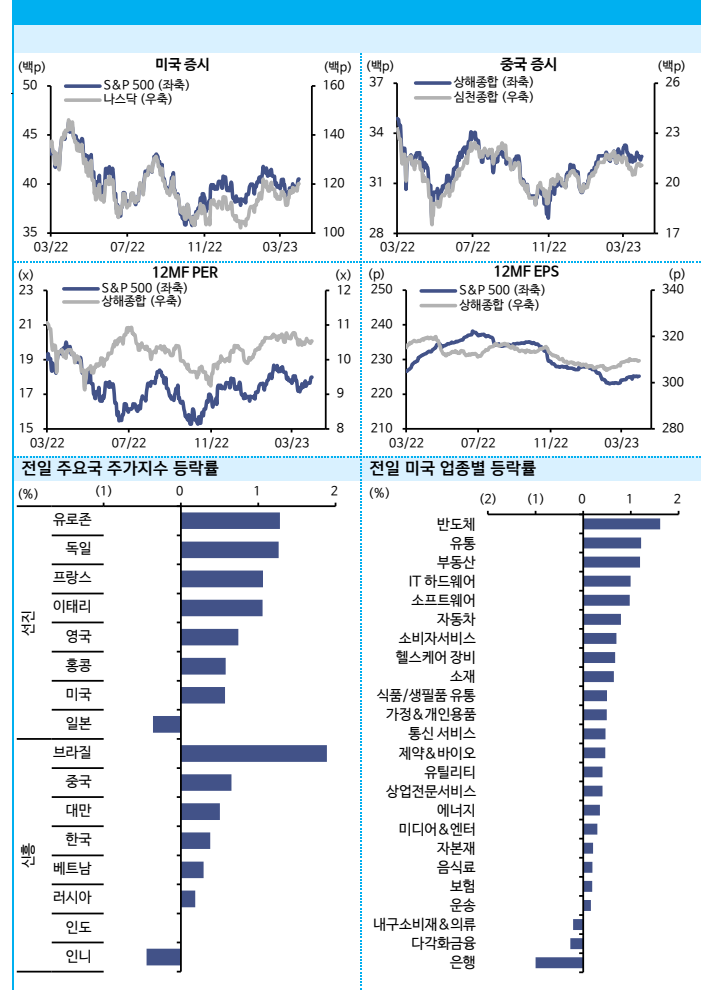 미국 증시
(백p)
(백p)
S&P 500 (좌축)
나스닥 (우축)
50
45
40
35
160
140
120
100
03/22
07/22
11/22
03/23
중국 증시
(백p)
(백p)
상해종합 (좌축)
심천종합 (우축)
37
34
31
28
26
23
20
17
03/22
07/22
11/22
03/23
12MF PER
(x)
(x)
S&P 500 (좌축)
상해종합 (우축)
23
21
19
17
15
12
11
10
9
8
03/22
07/22
11/22
03/23
12MF EPS
(p)
(p)
S&P 500 (좌축)
상해종합 (우축)
250
240
230
220
210
340
320
300
280
03/22
07/22
11/22
03/23
전일 주요국 주가지수 등락률
(%)
(1)
0
1
2
선진
유로존
독일
프랑스
이태리
영국
홍콩
미국
일본
신흥
브라질
중국
대만
한국
베트남
러시아
인도
인니
전일 미국 업종별 등락률
(%)
(2)
(1)
0
1
2
반도체
유통
부동산
IT 하드웨어
소프트웨어
자동차
소비자서비스
헬스케어 장비
소재
식품/생필품 유통
가정&개인용품
통신 서비스
제약&바이오
유틸리티
상업전문서비스
에너지
미디어&엔터
자본재
음식료
보험
운송
내구소비재&의류
다각화금융
은행